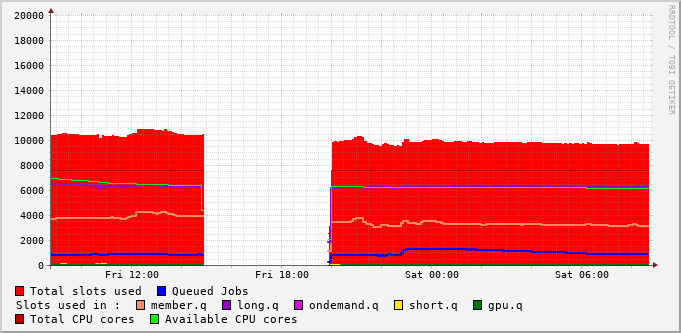 20000
18000
16000
14000
12000
10000
8000
6000
4000
2000
0
Fri 12:00 Fri 18:00 Sat 00:00 Sat 06:00
RRDTOOL / TOBI OETIKER
Total slots used Queued Jobs
Slots used in : member.q long.q ondemand.q short.q gpu.q
Total CPU cores Available CPU cores